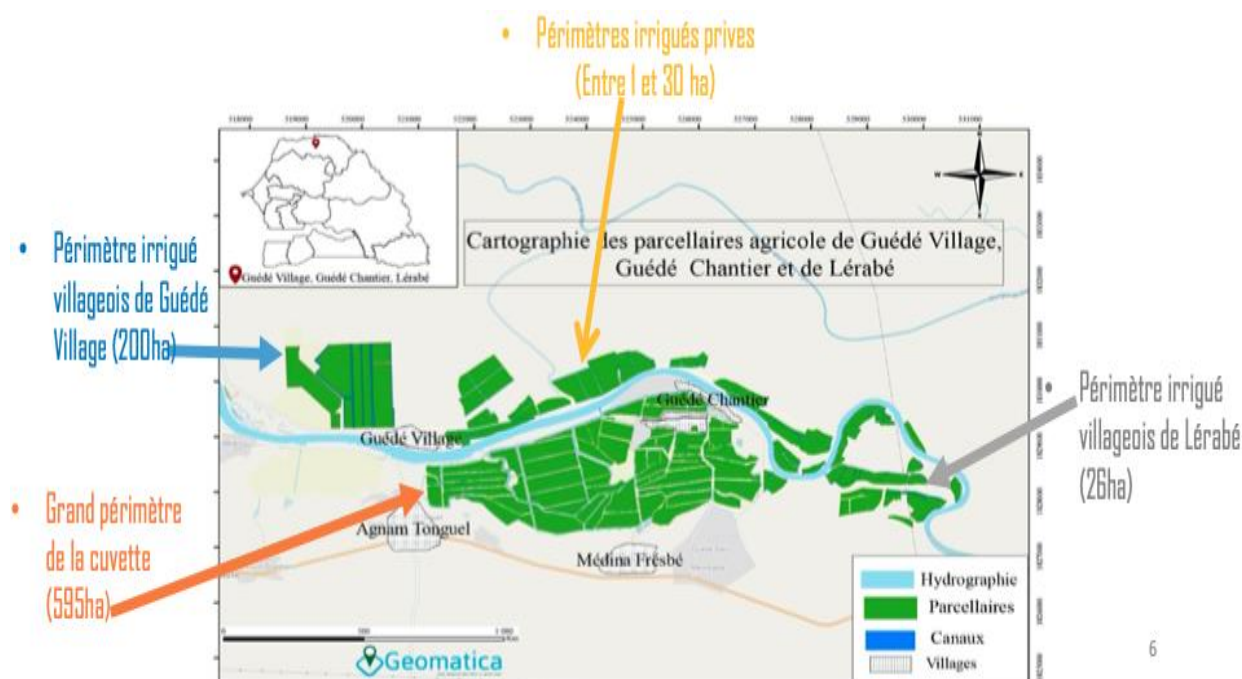 • Périmètres irrigués prives
(Entre 1 et 30 ha)
• Périmètre irrigué
villageois de Guédé
Village (200ha)
• Grand périmètre
de la cuvette
(595ha)
• Périmètre irrigué
villageois de Lérabé
(26ha)
Guédé Village, Guédé Chantier, Lérabé
Cartographie des parcellaires agricole de Guédé Village,
Guédé Chantier et de Lérabé
N
Guédé Chantier
Guédé Village
Agnam Tonguel
Médina Fresbé
Hydrographie
Parcellaires
Canaux
Villages
Geomatica
6